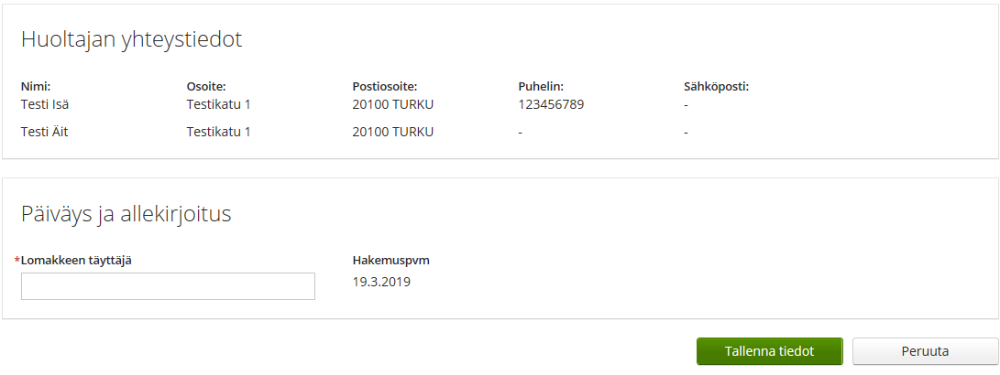 Huoltajan yhteystiedot
Nimi: Osoite: Postiosoite: Puhelin: Sähköposti:
Testi Isä Testikatu 1 20100 TURKU 123456789 -
Testi Äit Testikatu 1 20100 TURKU - -
Päiväys ja allekirjoitus
*Lomakkeen täyttäjä Hakemuspvm
19.3.2019
Tallenna tiedot Peruuta